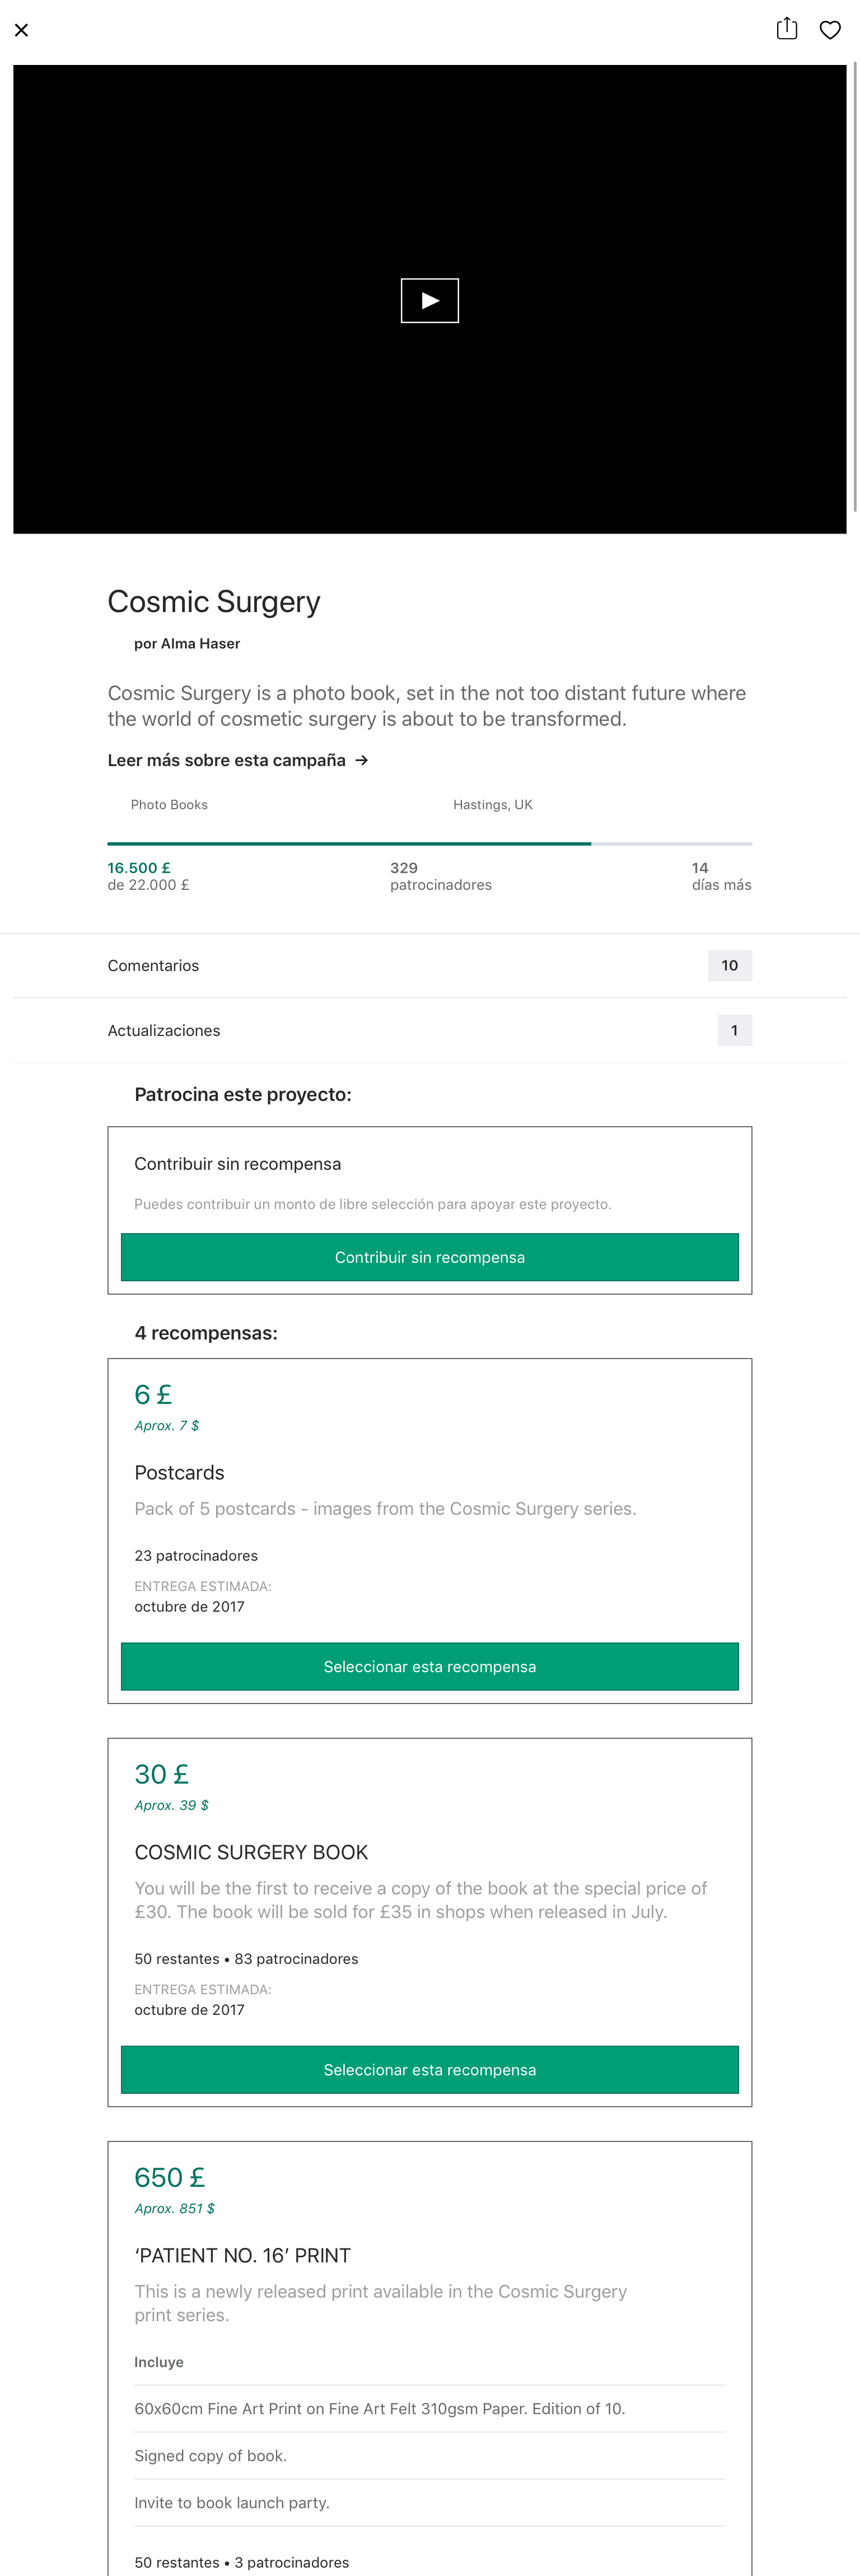 Cosmic Surgery
por Alma Haser
Cosmic Surgery is a photo book, set in the not too distant future where
the world of cosmetic surgery is about to be transformed.
Leer más sobre esta campaña →
Photo Books
Hastings, UK
16.500 £
de 22.000 £
329
patrocinadores
14
días más
Comentarios
10
Actualizaciones
1
Patrocina este proyecto:
Contribuir sin recompensa
Puedes contribuir un monto de libre selección para apoyar este proyecto.
Contribuir sin recompensa
4 recompensas:
6 £
Aprox. 7 $
Postcards
Pack of 5 postcards - images from the Cosmic Surgery series.
23 patrocinadores
ENTREGA ESTIMADA:
octubre de 2017
Seleccionar esta recompensa
30 £
Aprox. 39 $
COSMIC SURGERY BOOK
You will be the first to receive a copy of the book at the special price of
£30. The book will be sold for £35 in shops when released in July.
50 restantes • 83 patrocinadores
ENTREGA ESTIMADA:
octubre de 2017
Seleccionar esta recompensa
650 £
Aprox. 851 $
‘PATIENT NO. 16’ PRINT
This is a newly released print available in the Cosmic Surgery
print series.
Incluye
60x60cm Fine Art Print on Fine Art Felt 310gsm Paper. Edition of 10.
Signed copy of book.
Invite to book launch party.
50 restantes • 3 patrocinadores